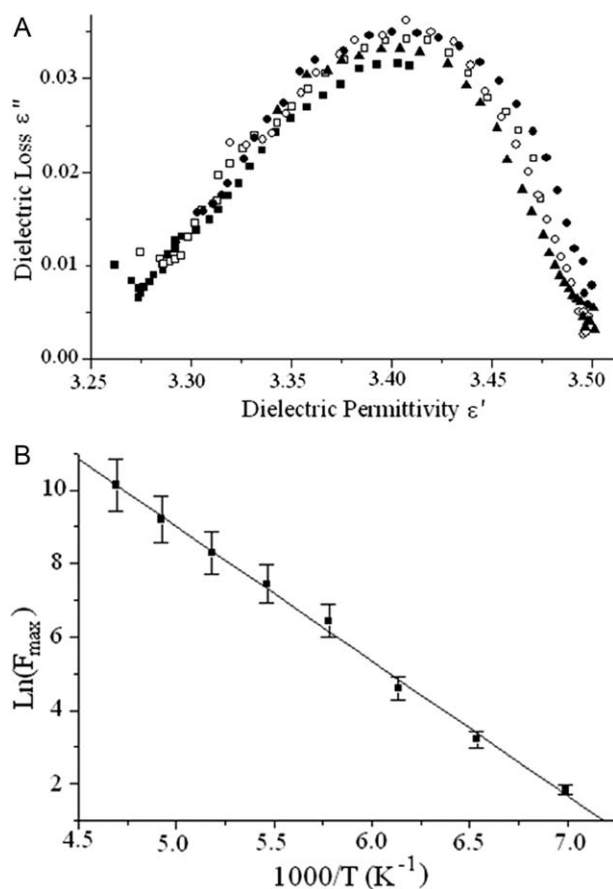 A
Dielectric Loss ε"
0.03
0.02
0.01
0.00
3.25 3.30 3.35 3.40 3.45 3.50
Dielectric Permittivity ε'
B
Ln(Fmax)
10
8
6
4
2
4.5 5.0 5.5 6.0 6.5 7.0
1000/T (K⁻¹)